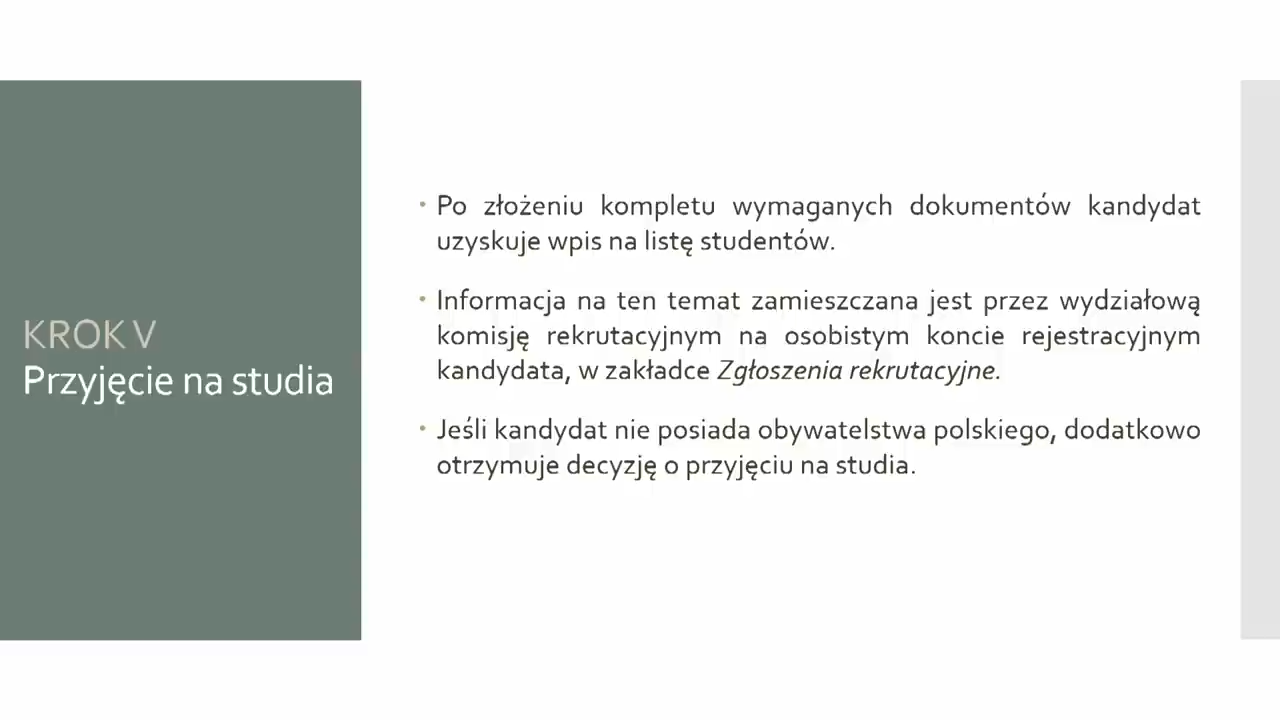 KROK V
Przyjęcie na studia
• Po złożeniu kompletu wymaganych dokumentów kandydat
uzyskuje wpis na listę studentów.
• Informacja na ten temat zamieszczana jest przez wydziałową
komisję rekrutacyjnym na osobistym koncie rejestracyjnym
kandydata, w zakładce Zgłoszenia rekrutacyjne.
• Jeśli kandydat nie posiada obywatelstwa polskiego, dodatkowo
otrzymuje decyzję o przyjęciu na studia.